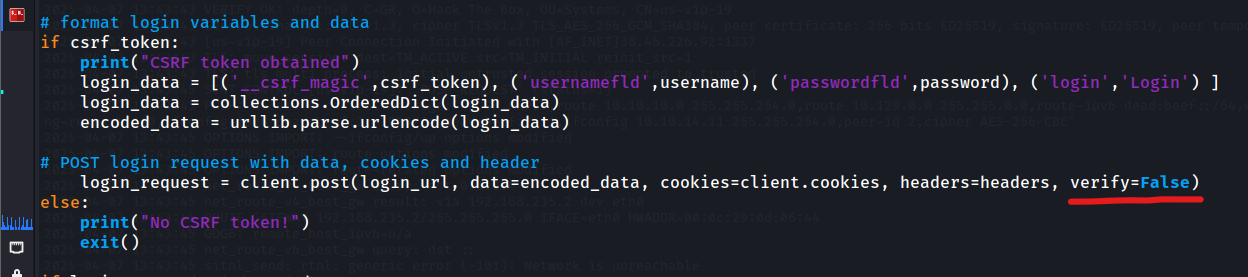 # format login variables and data
if csrf_token:
    print("CSRF token obtained")
    login_data = [('__csrf_magic',csrf_token), ('usernamefld',username), ('passwordfld',password), ('login','Login') ]
    login_data = collections.OrderedDict(login_data)
    encoded_data = urllib.parse.urlencode(login_data)
# POST login request with data, cookies and header
    login_request = client.post(login_url, data=encoded_data, cookies=client.cookies, headers=headers, verify=False)
else:
    print("No CSRF token!")
    exit()